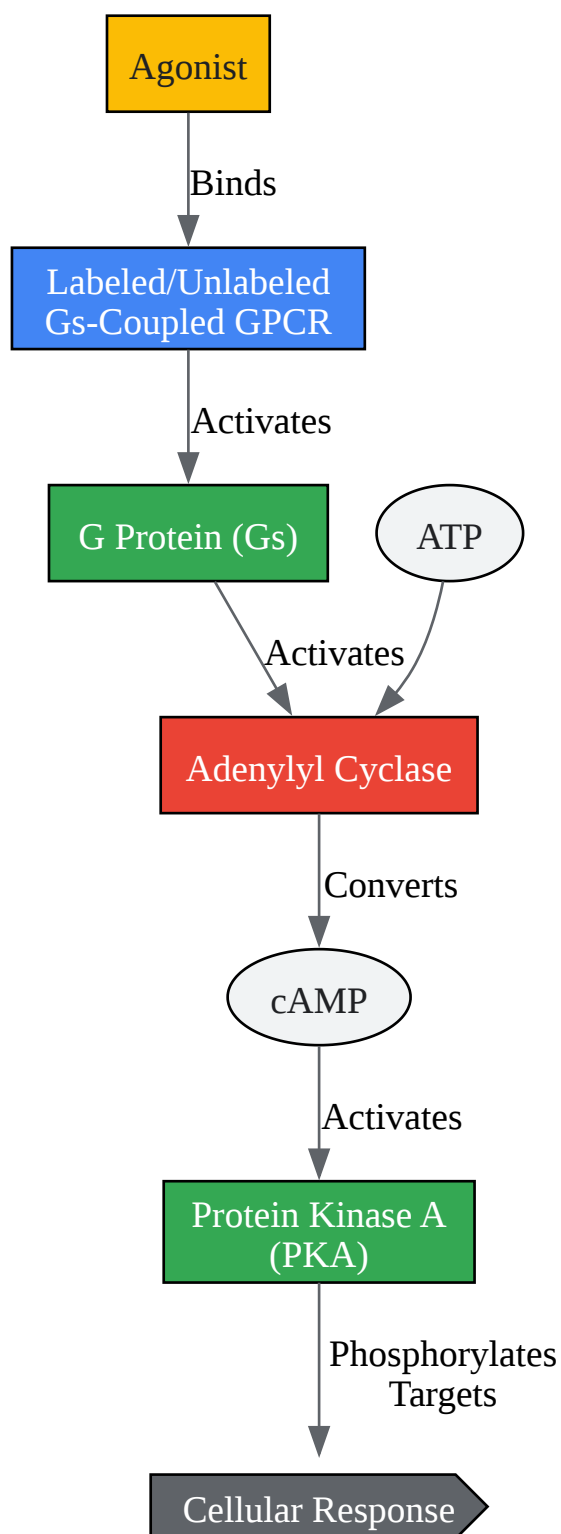 Agonist
Binds
Labeled/Unlabeled
Gs-Coupled GPCR
Activates
G Protein (Gs)
ATP
Activates
Adenylyl Cyclase
Converts
cAMP
Activates
Protein Kinase A
(PKA)
Phosphorylates
Targets
Cellular Response